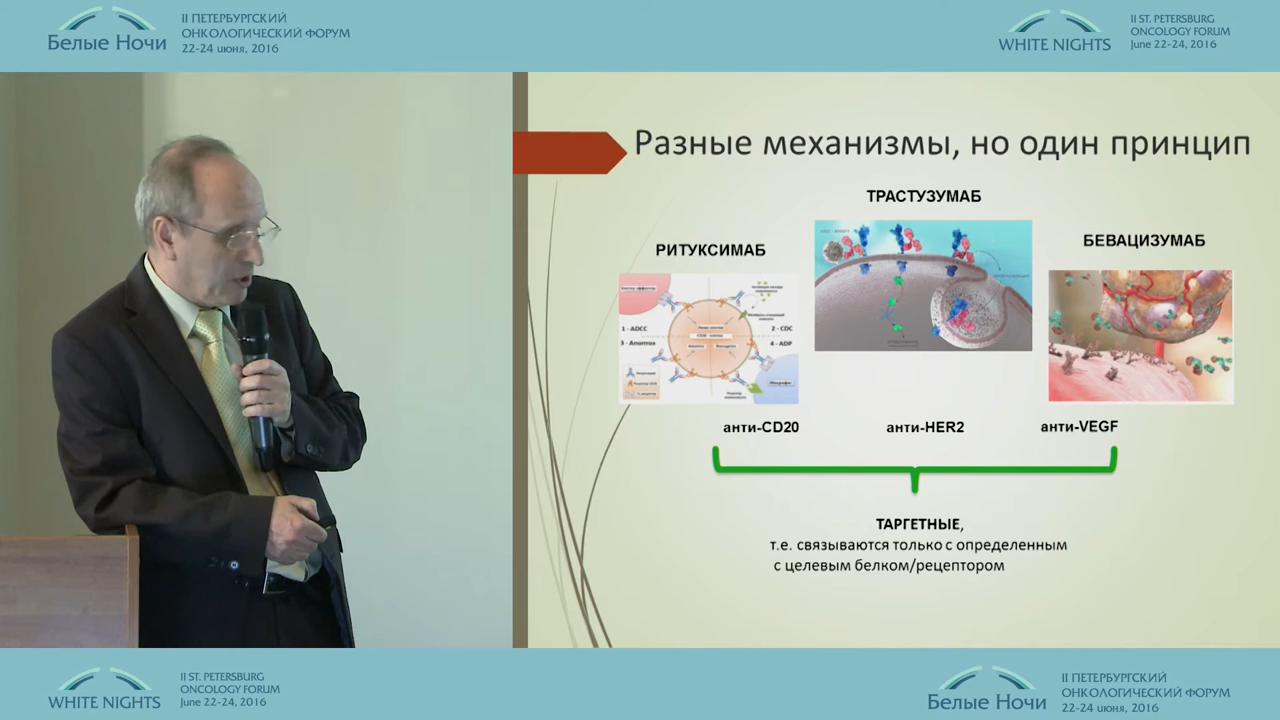 Белые Ночи
II ПЕТЕРБУРГСКИЙ
ОНКОЛОГИЧЕСКИЙ ФОРУМ
22-24 июня, 2016
WHITE NIGHTS
II ST. PETERSBURG
ONCOLOGY FORUM
June 22-24, 2016
Разные механизмы, но один принцип
РИТУКСИМАБ
ТРАСТУЗУМАБ
БЕВАЦИЗУМАБ
1 - ADCC
2 - CDC
3 - Апоптоз
4 - ADP
анти-CD20
анти-HER2
анти-VEGF
ТАРГЕТНЫЕ,
т.е. связываются только с определенным
с целевым белком/рецептором
WHITE NIGHTS
II ST. PETERSBURG
ONCOLOGY FORUM
June 22-24, 2016
Белые Ночи
II ПЕТЕРБУРГСКИЙ
ОНКОЛОГИЧЕСКИЙ ФОРУМ
22-24 июня, 2016